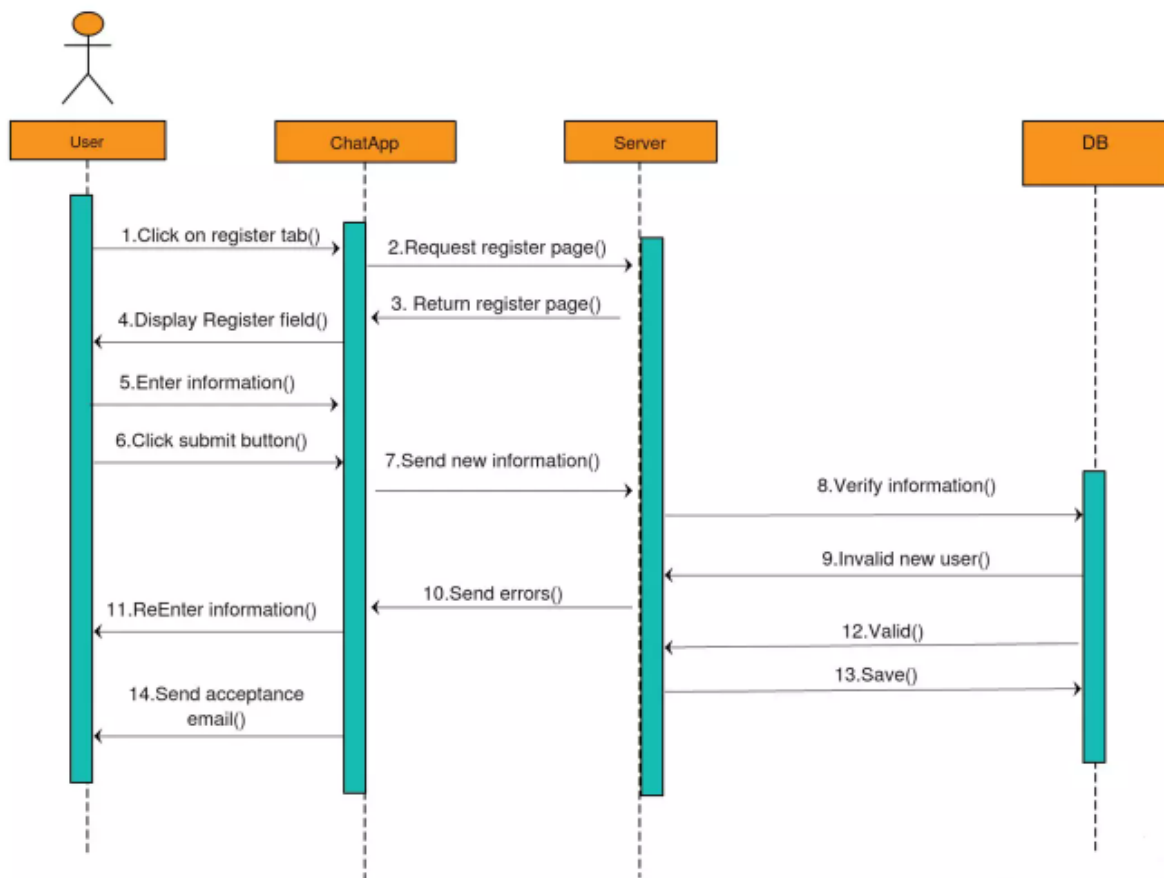 User
ChatApp
Server
DB
1.Click on register tab()
2.Request register page()
3. Return register page()
4.Display Register field()
5.Enter information()
6.Click submit button()
7.Send new information()
8.Verify information()
9.Invalid new user()
10.Send errors()
11.ReEnter information()
12.Valid()
13.Save()
14.Send acceptance
email()